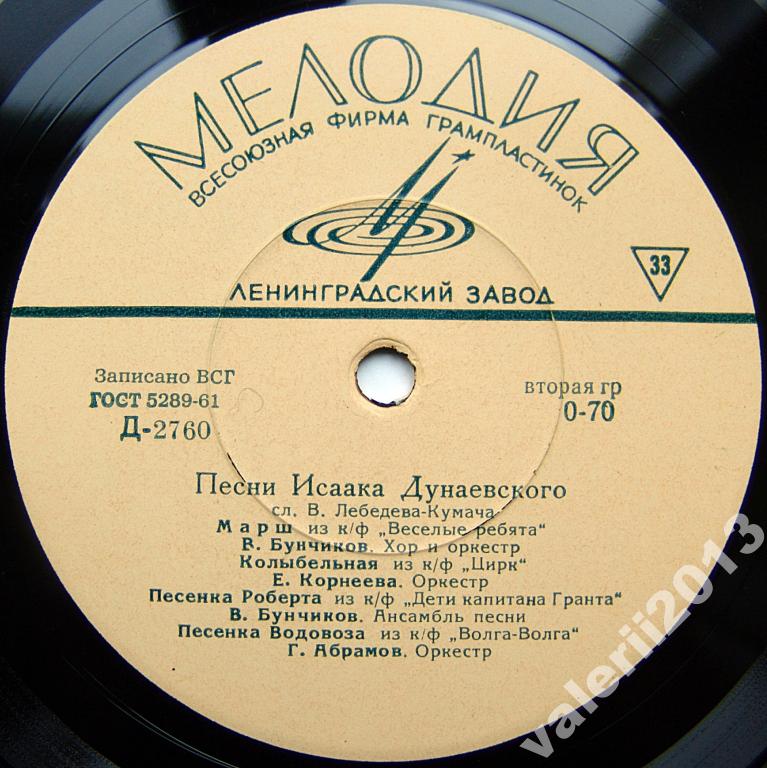 МЕЛОДИЯ
ВСЕСОЮЗНАЯ ФИРМА ГРАМПЛАСТИНОК
33
ЛЕНИНГРАДСКИЙ ЗАВОД
Записано ВСГ
вторая гр
ГОСТ 5289-61
0-70
Д-2760
Песни Исаака Дунаевского
сл. В. Лебедева-Кумача
Марш из к/ф „Веселые ребята"
В. Бунчиков. Хор и оркестр
Колыбельная из к/ф „Цирк"
Е. Корнеева. Оркестр
Песенка Роберта из к/ф „Дети капитана Гранта"
В. Бунчиков. Ансамбль песни
Песенка Водовоза из к/ф „Волга-Волга"
Г. Абрамов. Оркестр
valerii2013